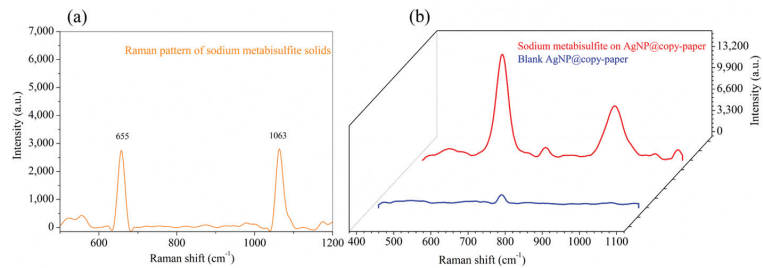 (a)
Raman pattern of sodium metabisulfite solids
Intensity (a.u.)
7,000
6,000
5,000
4,000
3,000
2,000
1,000
0
655
1063
600
800
1000
1200
Raman shift (cm⁻¹)
(b)
Sodium metabisulfite on AgNP@copy-paper
Blank AgNP@copy-paper
13,200
9,900
6,600
3,300
0
Intensity (a.u.)
400 500 600 700 800 900 1000 1100
Raman shift (cm⁻¹)